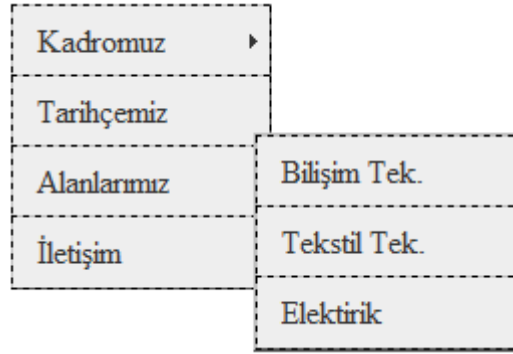 Kadromuz
Tarihçemiz
Alanlarımız
İletişim
Bilişim Tek.
Tekstil Tek.
Elektirik